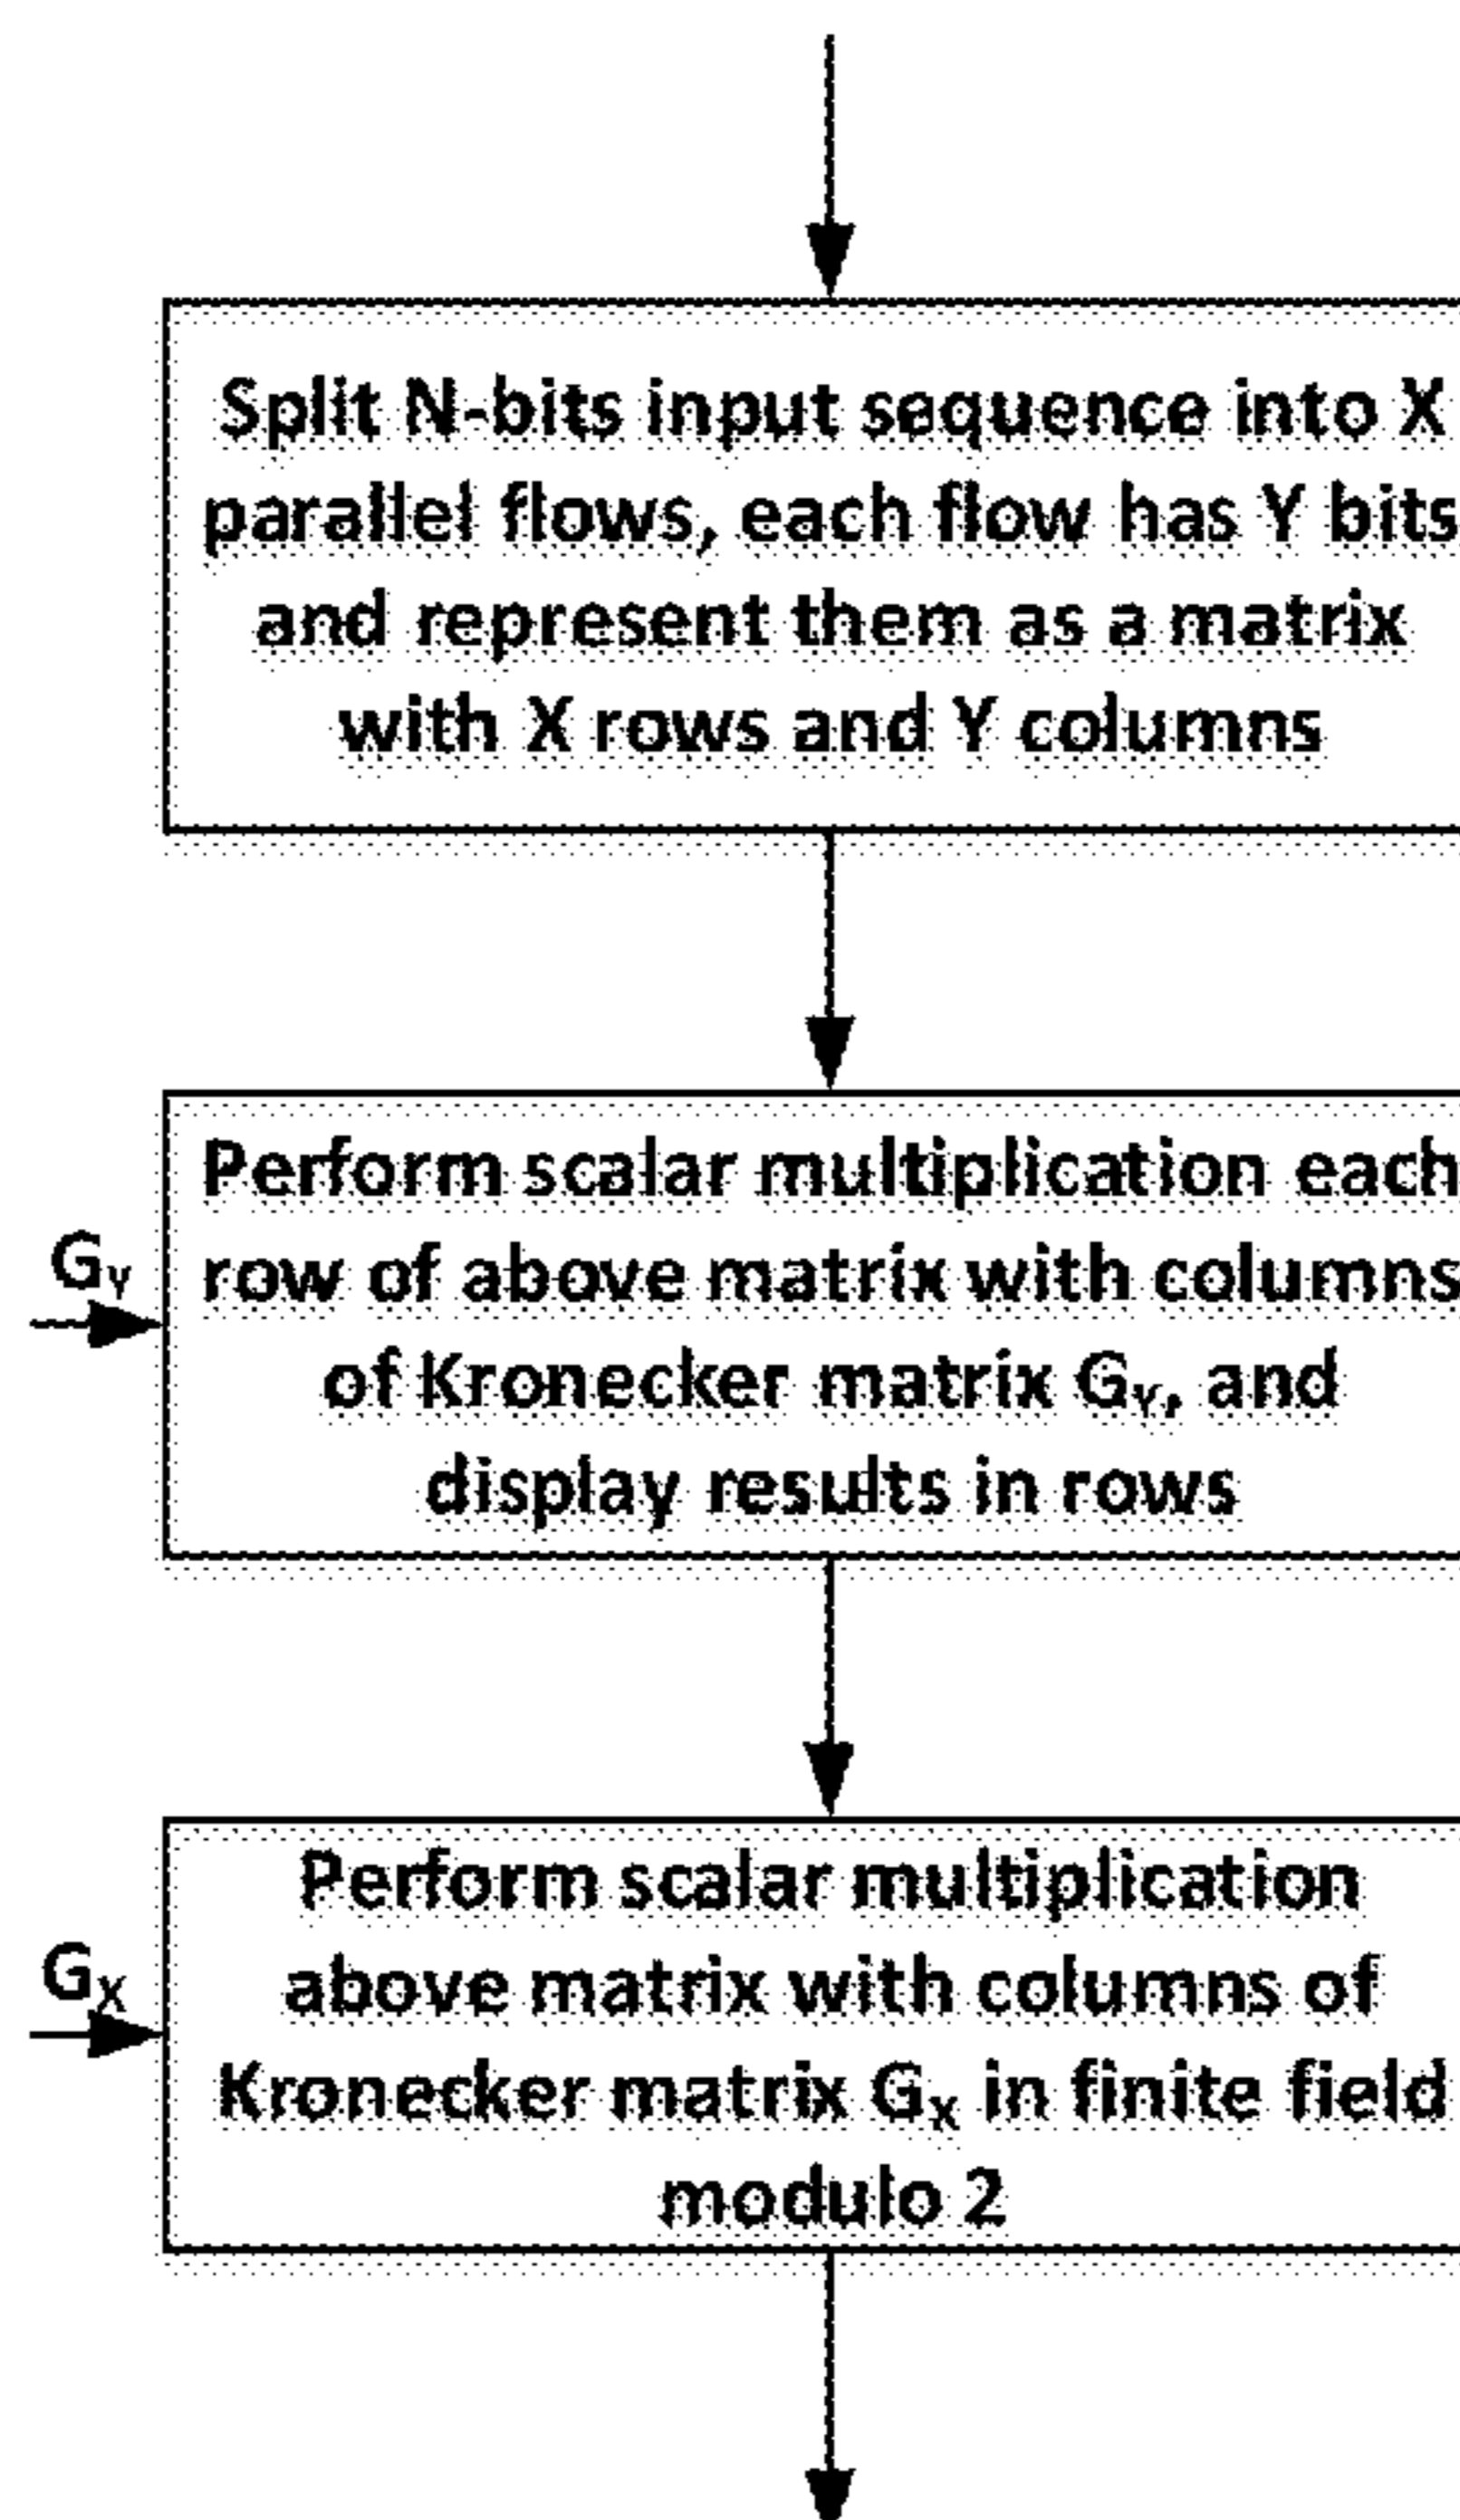 Split N-bits input sequence into X
parallel flows, each flow has Y bits
and represent them as a matrix
with X rows and Y columns
Perform scalar multiplication each
row of above matrix with columns
of Kronecker matrix GY, and
display results in rows
GY
Perform scalar multiplication
above matrix with columns of
Kronecker matrix GX in finite field
modulo 2
GX